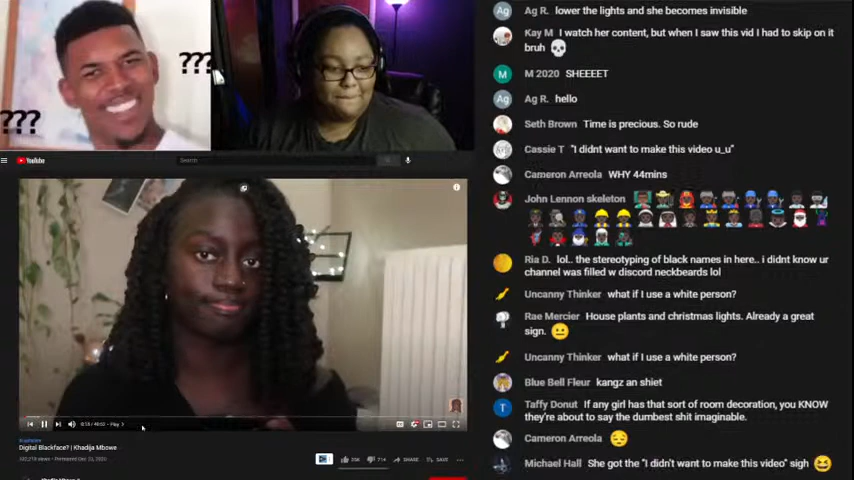 ???
???
YouTube
Search
Digital Blackface? | Khadija Mbowe
714
SHARE
SAVE
Ag R. lower the lights and she becomes invisible
Kay M I watch her content, but when I saw this vid I had to skip on it
bruh 💀
M 2020 SHEEEET
Ag R. hello
Seth Brown Time is precious. So rude
Cassie T "I didnt want to make this video u_u"
Cameron Arreola WHY 44mins
John Lennon skeleton
Ria D. lol.. the stereotyping of black names in here.. i didnt know ur
channel was filled w discord neckbeards lol
Uncanny Thinker what if I use a white person?
Rae Mercier House plants and christmas lights. Already a great
sign. 😐
Uncanny Thinker what if I use a white person?
Blue Bell Fleur kangz an shiet
Taffy Donut If any girl has that sort of room decoration, you KNOW
they're about to say the dumbest shit imaginable.
Cameron Arreola 😔
Michael Hall She got the "I didn't want to make this video" sigh 😆